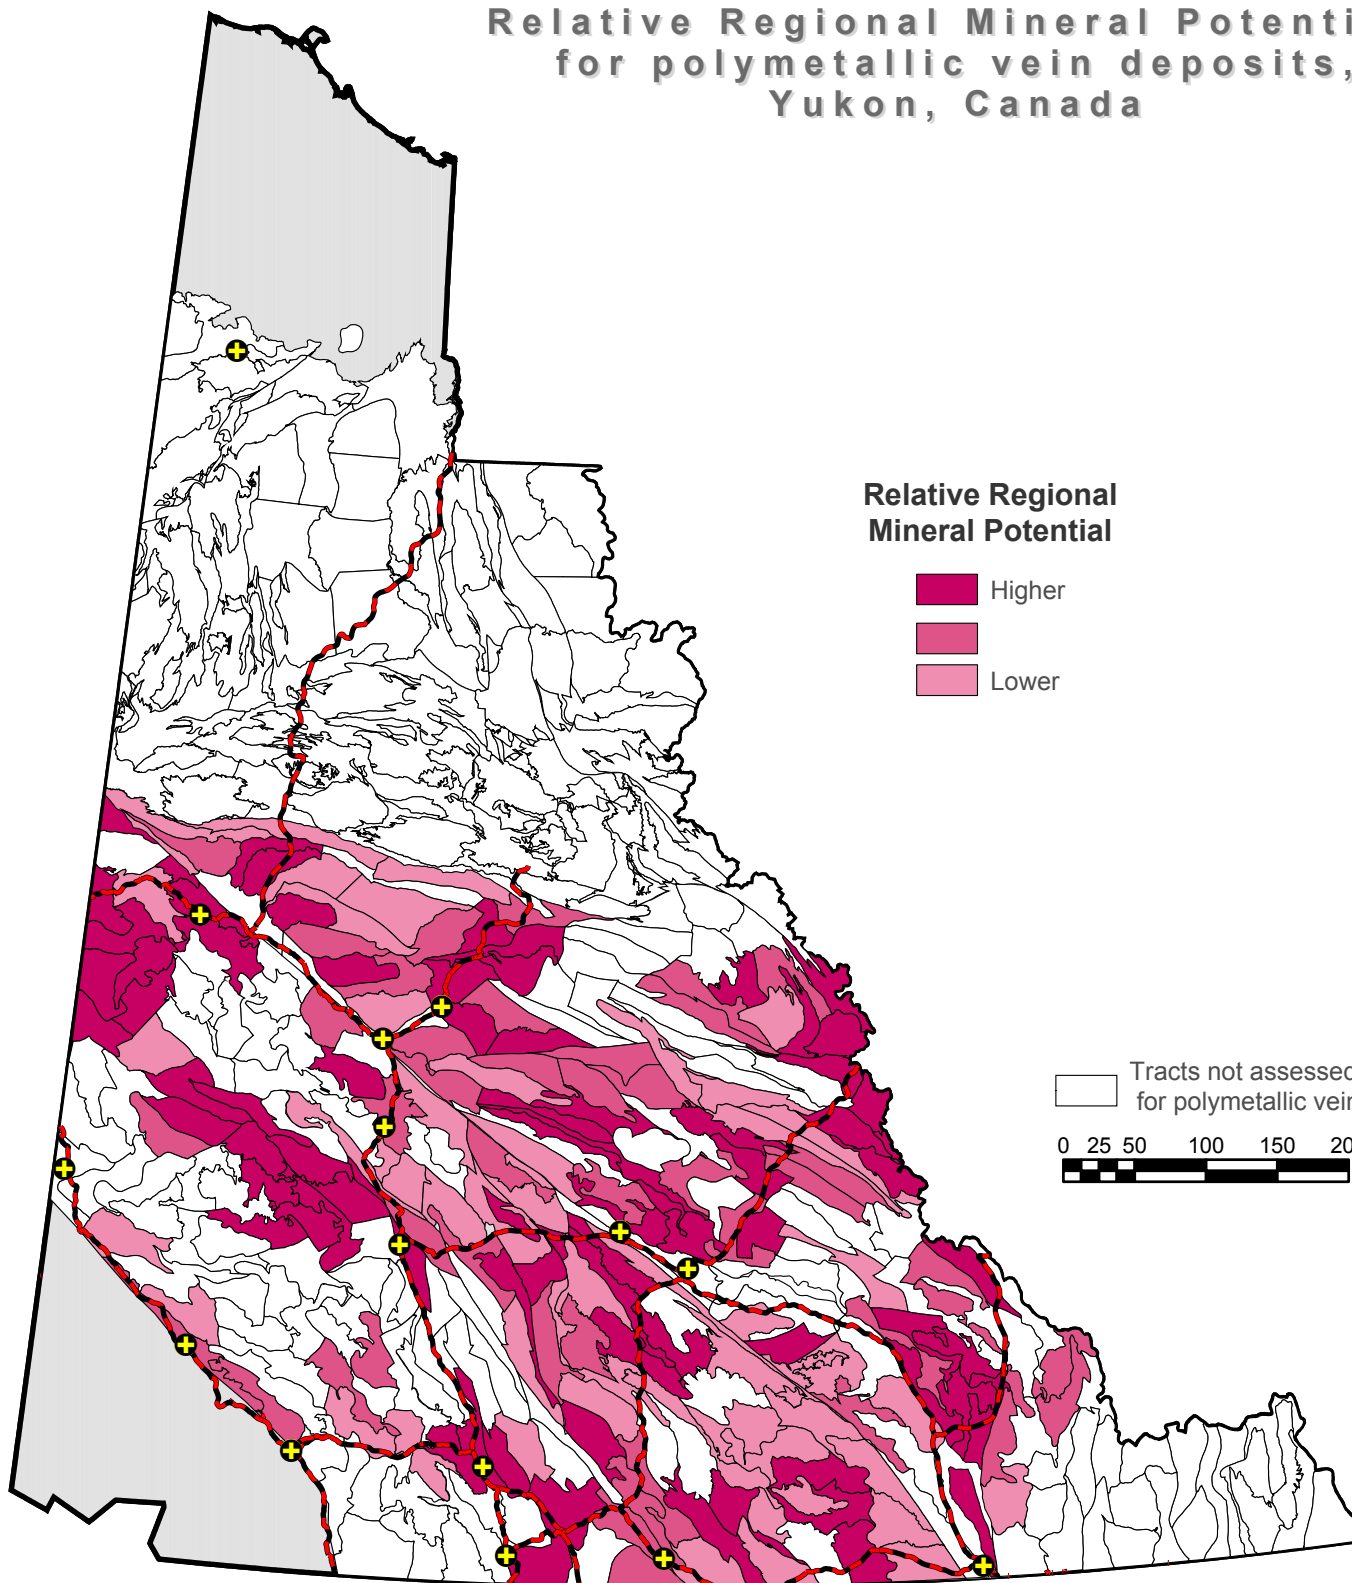 Relative Regional Mineral Potenti
for polymetallic vein deposits,
Yukon, Canada
Relative Regional
Mineral Potential
Higher
Lower
Tracts not assessed
for polymetallic vein
0 25 50 100 150 20